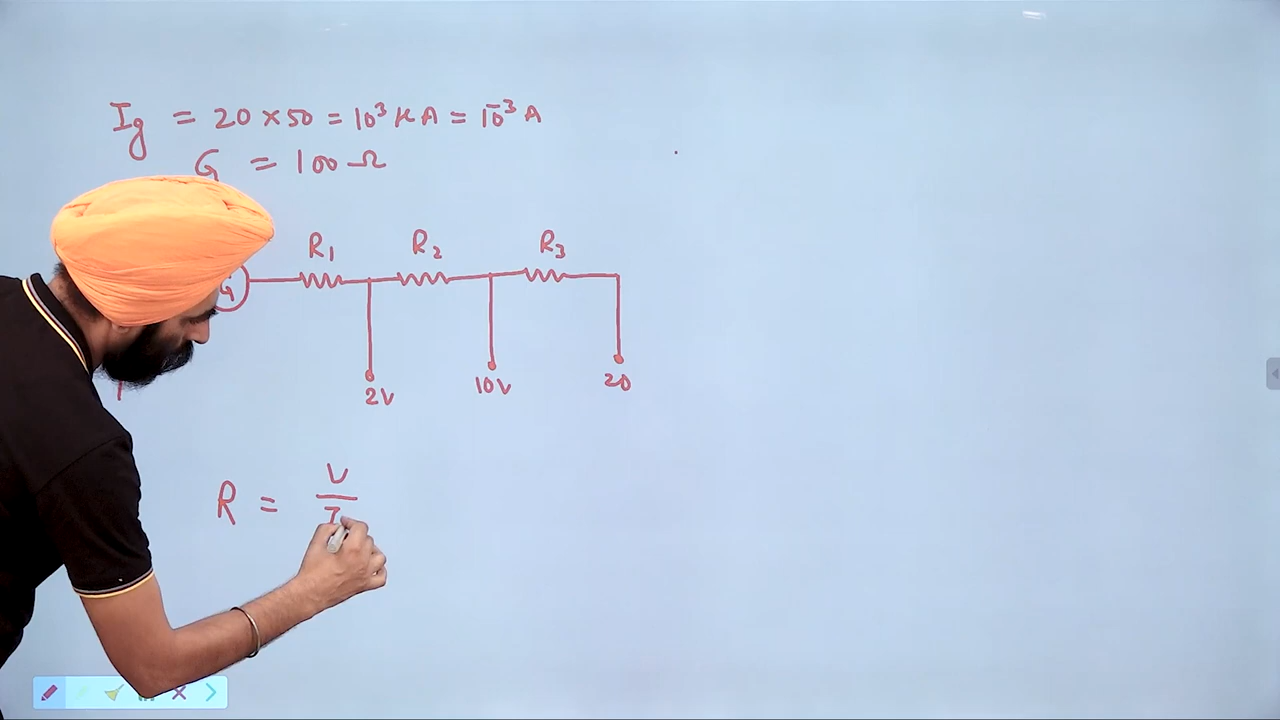 Ig = 20 × 50 = 10³ μA = 10⁻³ A
G = 100 Ω
R₁ R₂ R₃
G
2V 10V 20
R = V/I